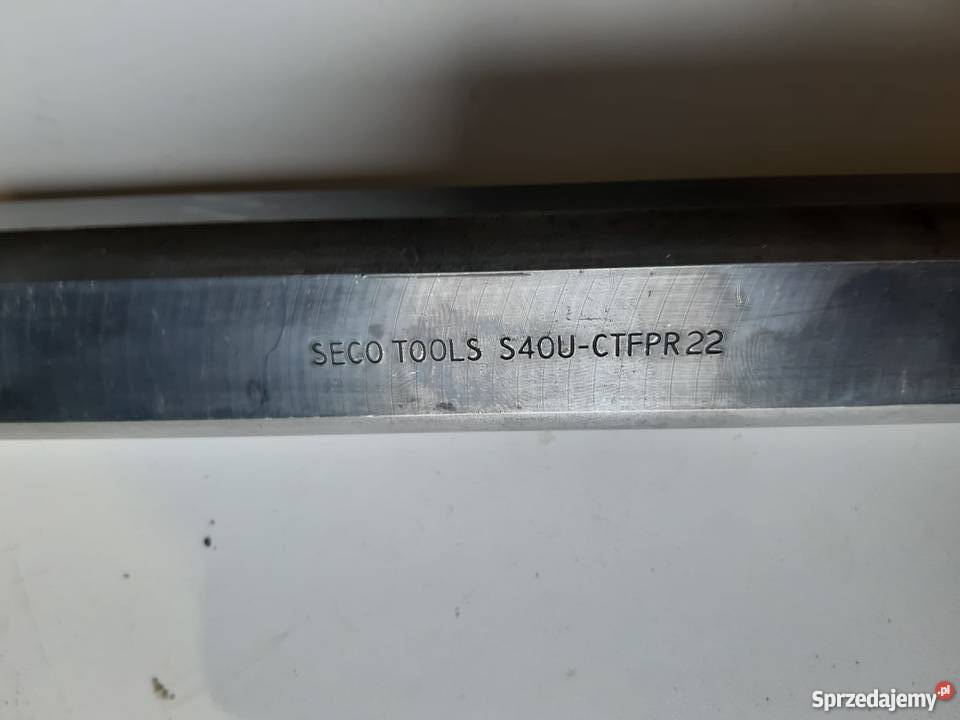 SECO TOOLS S40U-CTFPR22
Sprzedajemy.pl